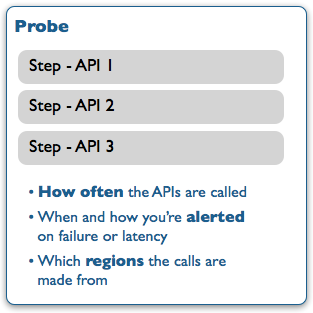 Probe
Step - API 1
Step - API 2
Step - API 3
• How often the APIs are called
• When and how you're alerted
on failure or latency
• Which regions the calls are
made from